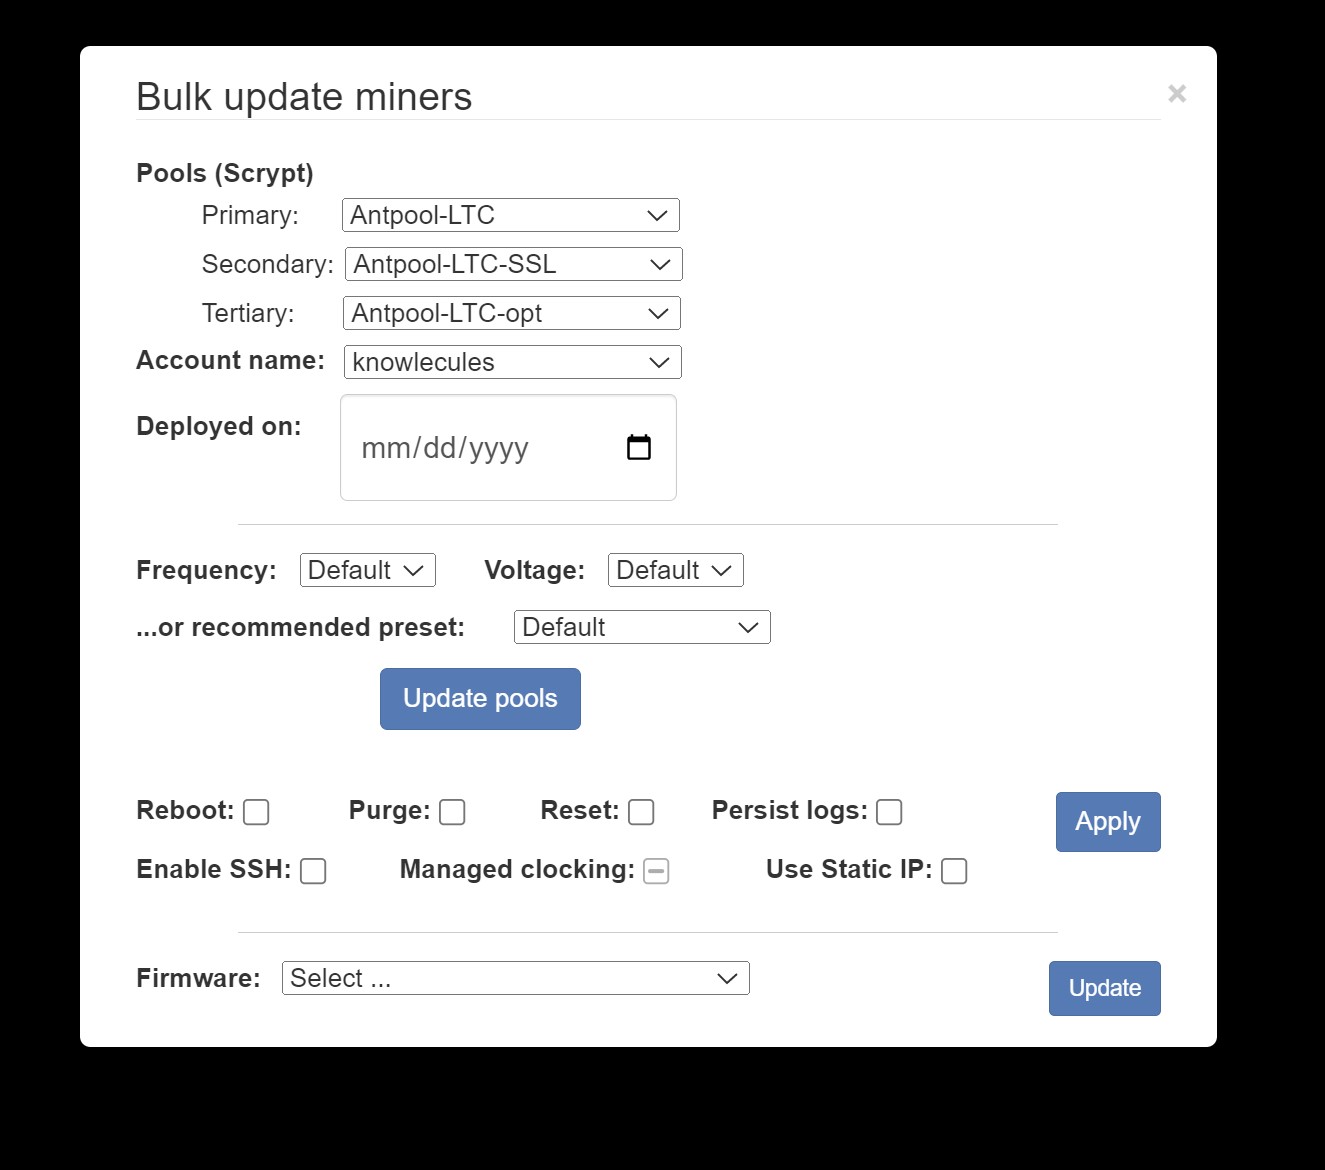 Bulk update miners
×
Pools (Scrypt)
Primary: Antpool-LTC
Secondary: Antpool-LTC-SSL
Tertiary: Antpool-LTC-opt
Account name: knowlecules
Deployed on: mm/dd/yyyy
Frequency: Default Voltage: Default
...or recommended preset: Default
Update pools
Reboot: Purge: Reset: Persist logs: Apply
Enable SSH: Managed clocking: Use Static IP:
Firmware: Select ... Update